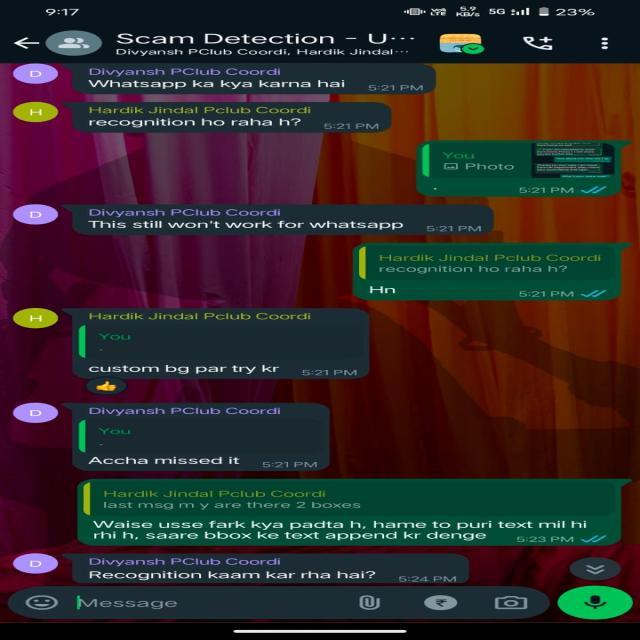 9:17
Vo)) LTE
5.9 KB/s
5G
23%
Scam Detection - U...
Divyansh PClub Coordi, Hardik Jindal...
D
Divyansh PClub Coordi
Whatsapp ka kya karna hai
5:21 PM
H
Hardik Jindal Pclub Coordi
recognition ho raha h?
5:21 PM
You
Photo
.
5:21 PM
D
Divyansh PClub Coordi
This still won't work for whatsapp
5:21 PM
Hardik Jindal Pclub Coordi
recognition ho raha h?
Hn
5:21 PM
H
Hardik Jindal Pclub Coordi
You
.
custom bg par try kr
5:21 PM
D
Divyansh PClub Coordi
You
.
Accha missed it
5:21 PM
Hardik Jindal Pclub Coordi
last msg m y are there 2 boxes
Waise usse fark kya padta h, hame to puri text mil hi
rhi h, saare bbox ke text append kr denge
5:23 PM
D
Divyansh PClub Coordi
Recognition kaam kar rha hai?
5:24 PM
Message
₹